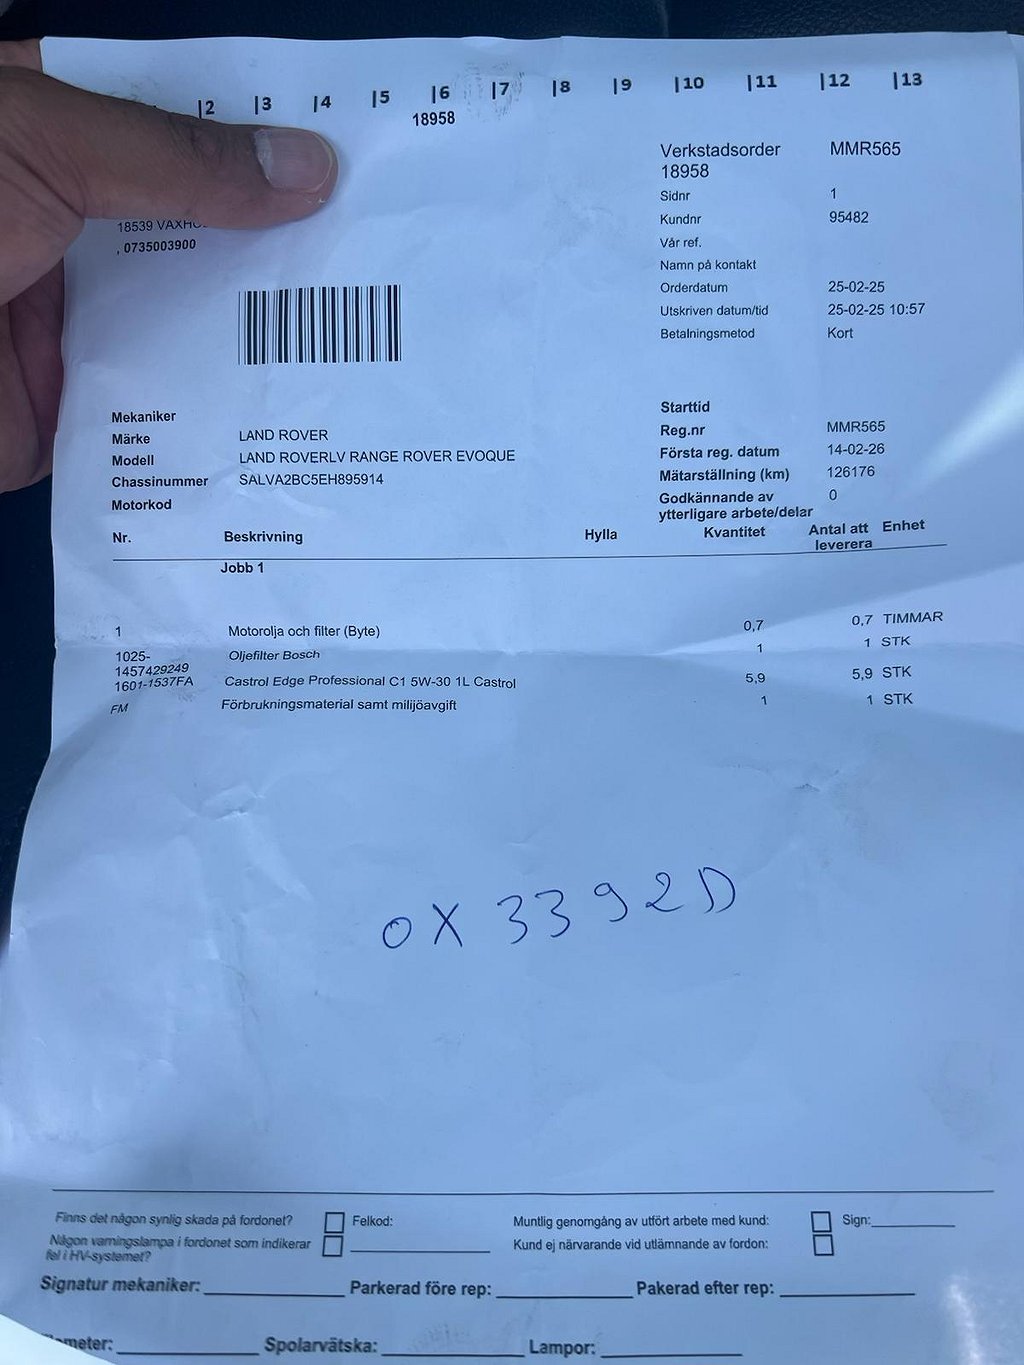 |2 |3 |4 |5 |6 |7 |8 |9 |10 |11 |12 |13
18958
Verkstadsorder MMR565
18958
Sidnr 1
18539
, 0735003900
Kundnr 95482
Vår ref.
Namn på kontakt
Orderdatum 25-02-25
Utskriven datum/tid 25-02-25 10:57
Betalningsmetod Kort
Mekaniker
Märke LAND ROVER
Modell LAND ROVERLV RANGE ROVER EVOQUE
Chassinummer SALVA2BC5EH895914
Motorkod
Starttid
Reg.nr MMR565
Första reg. datum 14-02-26
Mätarställning (km) 126176
Godkännande av 0
ytterligare arbete/delar
Nr. Beskrivning Hylla Kvantitet Antal att Enhet
leverera
Jobb 1
1 Motorolja och filter (Byte) 0,7 0,7 TIMMAR
1025- Oljefilter Bosch 1 1 STK
1457429249
1601-1537FA Castrol Edge Professional C1 5W-30 1L Castrol 5,9 5,9 STK
FM Förbrukningsmaterial samt miljöavgift 1 1 STK
OX 3392D
Finns det någon synlig skada på fordonet? Felkod: Muntlig genomgång av utfört arbete med kund: Sign:
Någon varningslampa i fordonet som indikerar Kund ej närvarande vid utlämnande av fordon:
fel i HV-systemet?
Signatur mekaniker: Parkerad före rep: Pakerad efter rep:
Spolarvätska: Lampor: